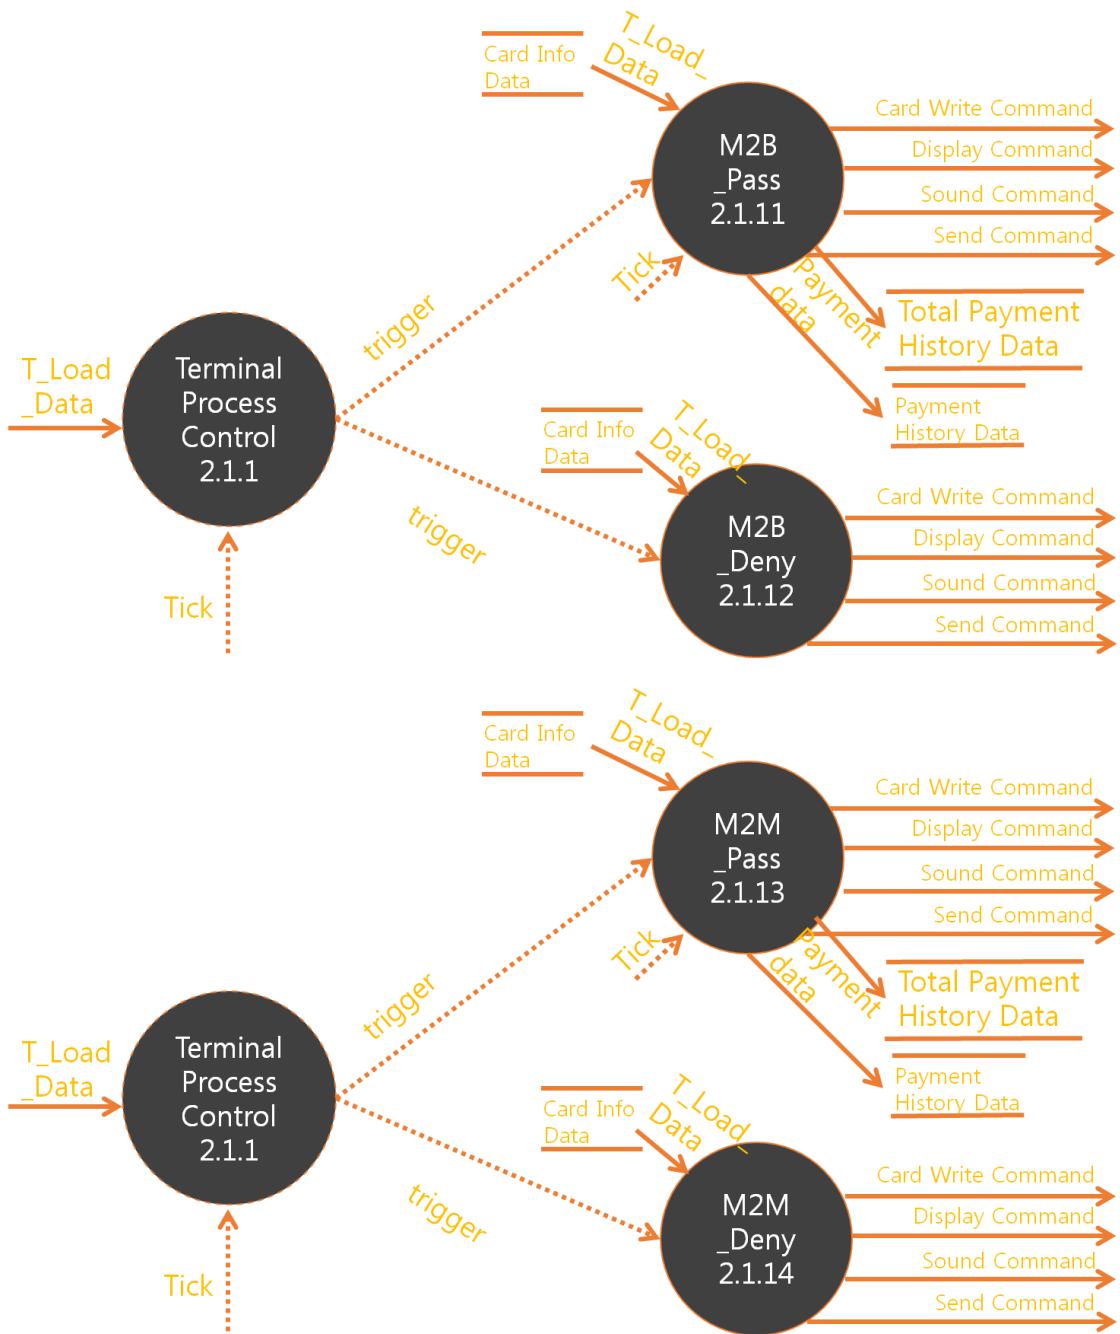 Card Info
Data
T_Load_
Data
M2B
_Pass
2.1.11
Card Write Command
Display Command
Sound Command
Send Command
Tick
Payment
data
Total Payment
History Data
Payment
History Data
trigger
T_Load
_Data
Terminal
Process
Control
2.1.1
Tick
trigger
Card Info
Data
T_Load_
Data
M2B
_Deny
2.1.12
Card Write Command
Display Command
Sound Command
Send Command
Card Info
Data
T_Load_
Data
M2M
_Pass
2.1.13
Card Write Command
Display Command
Sound Command
Send Command
Tick
Payment
data
Total Payment
History Data
Payment
History Data
trigger
T_Load
_Data
Terminal
Process
Control
2.1.1
Tick
trigger
Card Info
Data
T_Load_
Data
M2M
_Deny
2.1.14
Card Write Command
Display Command
Sound Command
Send Command